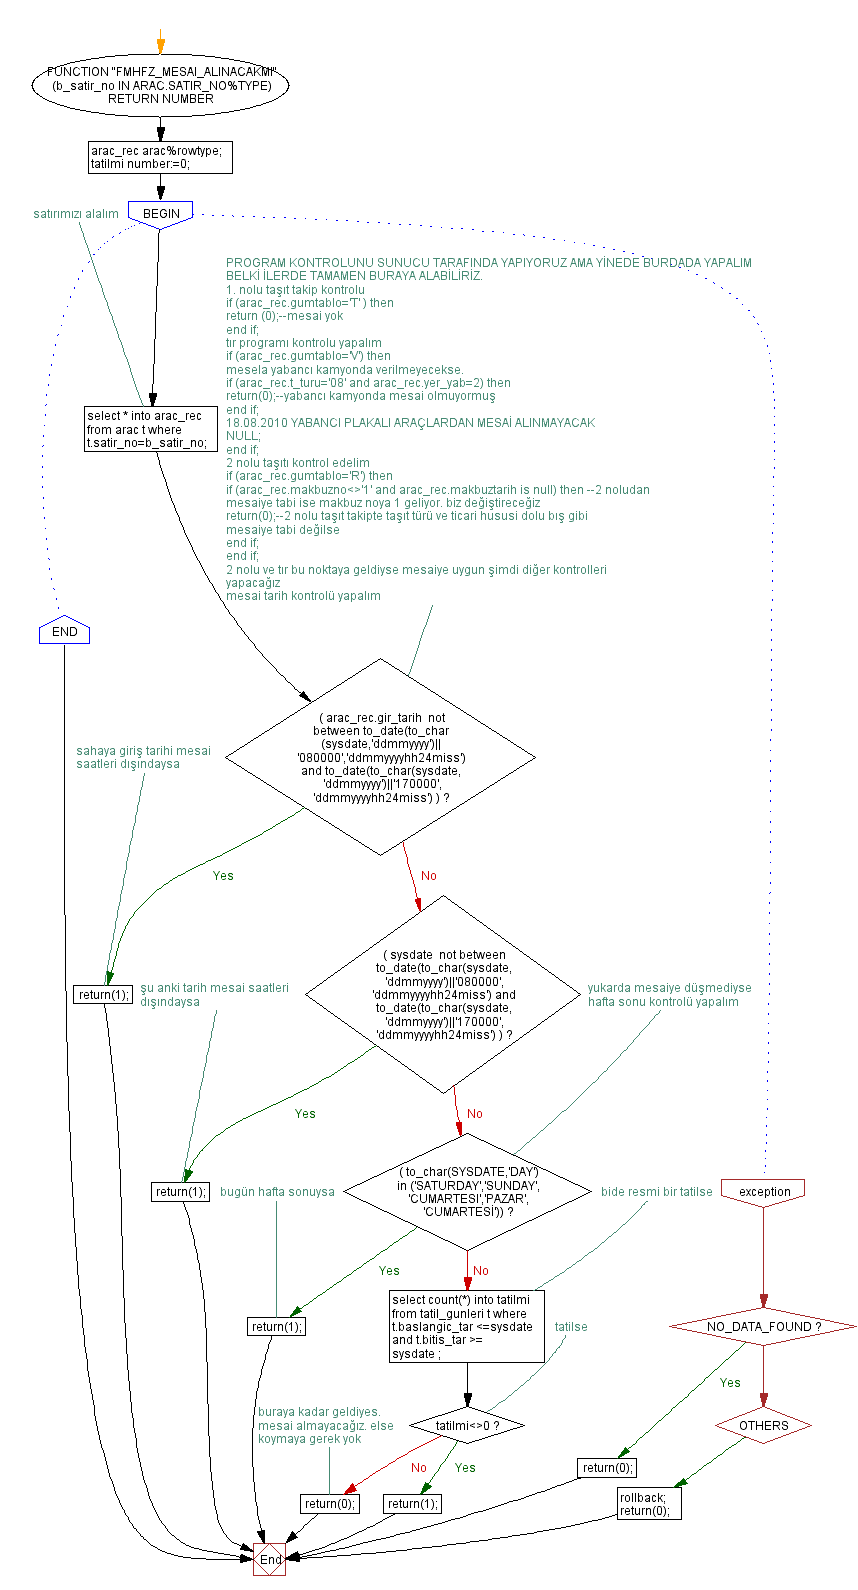 FUNCTION "FMHFZ_MESAI_ALINACAKMI"
(b_satir_no IN ARAC.SATIR_NO%TYPE)
RETURN NUMBER
arac_rec arac%rowtype;
tatilmi number:=0;
satırımızı alalım
BEGIN
PROGRAM KONTROLUNU SUNUCU TARAFINDA YAPIYORUZ AMA YİNEDE BURDADA YAPALIM
BELKİ İLERDE TAMAMEN BURAYA ALABİLİRİZ.
1. nolu taşıt takip kontrolu
if (arac_rec.gumtablo='T' ) then
return (0);--mesai yok
end if;
tır programı kontrolu yapalım
if (arac_rec.gumtablo='V') then
mesela yabancı kamyonda verilmeyecekse.
if (arac_rec.t_turu='08' and arac_rec.yer_yab=2) then
return(0);--yabancı kamyonda mesai olmuyormuş
end if;
18.08.2010 YABANCI PLAKALI ARAÇLARDAN MESAİ ALINMAYACAK
NULL;
end if;
2 nolu taşıtı kontrol edelim
if (arac_rec.gumtablo='R') then
if (arac_rec.makbuzno<>'1' and arac_rec.makbuztarih is null) then --2 noludan
mesaiye tabi ise makbuz noya 1 geliyor. biz değiştireceğiz
return(0);--2 nolu taşıt takipte taşıt türü ve ticari hususi dolu bış gibi
mesaiye tabi değilse
end if;
end if;
2 nolu ve tır bu noktaya geldiyse mesaiye uygun şimdi diğer kontrolleri
yapacağız
mesai tarih kontrolü yapalım
select * into arac_rec
from arac t where
t.satir_no=b_satir_no;
END
( arac_rec.gir_tarih  not
between to_date(to_char
(sysdate,'ddmmyyyy')||
'080000','ddmmyyyyhh24miss')
and to_date(to_char(sysdate,
'ddmmyyyy')||'170000',
'ddmmyyyyhh24miss') ) ?
sahaya giriş tarihi mesai
saatleri dışındaysa
Yes
No
return(1);
şu anki tarih mesai saatleri
dışındaysa
( sysdate  not between
to_date(to_char(sysdate,
'ddmmyyyy')||'080000',
'ddmmyyyyhh24miss') and
to_date(to_char(sysdate,
'ddmmyyyy')||'170000',
'ddmmyyyyhh24miss') ) ?
yukarda mesaiye düşmediyse
hafta sonu kontrolü yapalım
Yes
No
return(1);
bugün hafta sonuysa
( to_char(SYSDATE,'DAY')
in ('SATURDAY','SUNDAY',
'CUMARTESI','PAZAR',
'CUMARTESİ')) ?
bide resmi bir tatilse
exception
Yes
No
return(1);
select count(*) into tatilmi
from tatil_gunleri t where
t.baslangic_tar <=sysdate
and t.bitis_tar >=
sysdate ;
tatilse
NO_DATA_FOUND ?
Yes
buraya kadar geldiyes.
mesai almayacağız. else
koymaya gerek yok
tatilmi<>0 ?
OTHERS
No
Yes
return(0);
return(0);
return(1);
rollback;
return(0);
End